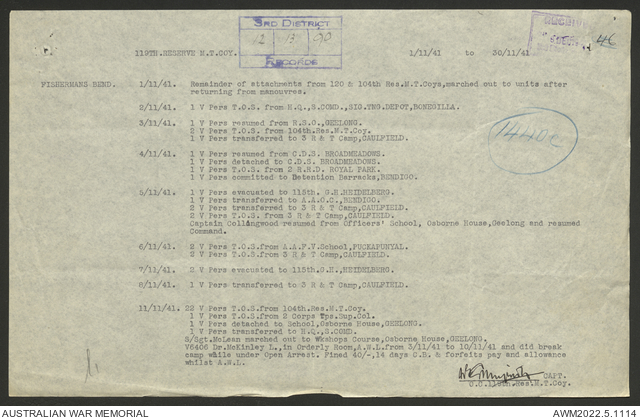 3RD DISTRICT
12 13 90
RECORDS
46
119TH.RESERVE M.T.COY. 1/11/41 to 30/11/41
FISHERMANS BEND. 1/11/41. Remainder of attachments from 120 & 104th Res.M.T.Coys,marched out to units after
returning from manouvres.
2/11/41. 1 V Pers T.O.S. from H.Q.,S.COMD.,SIG.TNG.DEPOT,BONEGILLA.
3/11/41. 1 V Pers resumed from R.S.O.,GEELONG.
2 V Pers T.O.S. from 104th.Res.M.T.Coy.
1 V Pers transferred to 3 R & T Camp,CAULFIELD.
4/11/41. 1 V Pers resumed from C.D.S. BROADMEADOWS.
1 V Pers detached to C.D.S. BROADMEADOWS.
1 V Pers T.O.S. from 2 R.R.D. ROYAL PARK.
1 V Pers committed to Detention Barracks,BENDIGO.
5/11/41. 1 V Pers evacuated to 115th. G.H.HEIDELBERG.
1 V Pers transferred to A.A.O.C.,BENDIGO.
2 V Pers transferred to 3 R & T Camp,CAULFIELD.
2 V Pers T.O.S. from 3 R & T Camp,CAULFIELD.
Captain Collingwood resumed from Officers' School, Osborne House,Geelong and resumed
Command.
6/11/41. 2 V Pers T.O.S.from A.A.F.V.School,PUCKAPUNYAL.
2 V Pers T.O.S.from 3 R & T Camp,CAULFIELD.
7/11/41. 2 V Pers evacuated to 115th.G.H.,HEIDELBERG.
8/11/41. 1 V Pers transferred to 3 R & T Camp,CAULFIELD.
11/11/41. 22 V Pers T.O.S.from 104th.Res.M.T.Coy.
1 V Pers T.O.S.from 2 Corps Tps.Sup.Col.
1 V Pers detached to School,Osborne House,GEELONG.
1 V Pers transferred to H.Q.,S.COMD.
S/Sgt.McLean marched out to Wkshops Course,Osborne House,GEELONG.
V6406 Dr.McKinley L., in Orderly Room,A.W.L.from 3/11/41 to 10/11/41 and did break
camp while under Open Arrest. Fined 40/-,14 days C.B. & forfeits pay and allowance
whilst A.W.L.
CAPT.
O.C.119th.Res.M.T.Coy.
AUSTRALIAN WAR MEMORIAL AWM2022.5.1114